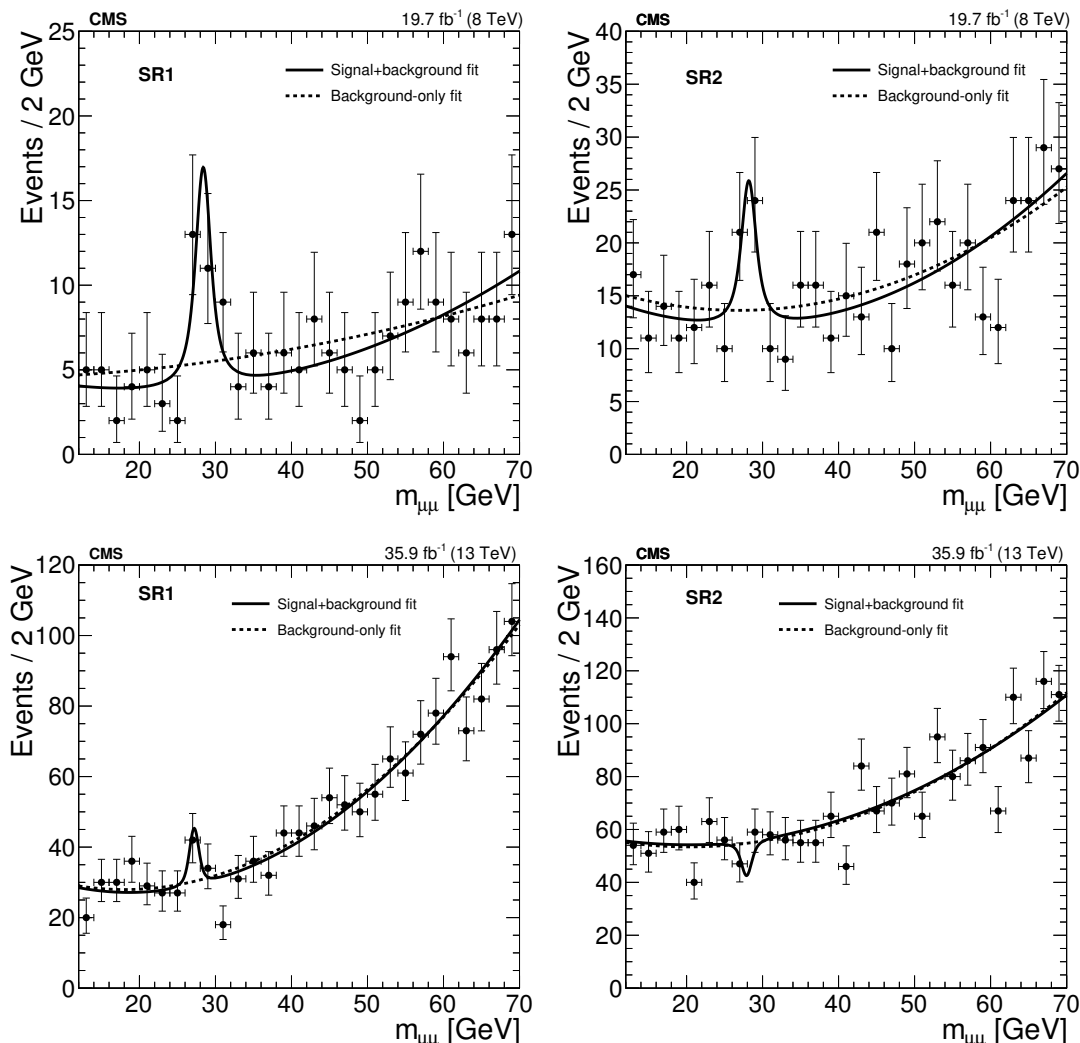 CMS 19.7 fb⁻¹ (8 TeV)
25
20
15
10
5
0
Events / 2 GeV
SR1
Signal+background fit
Background-only fit
20 30 40 50 60 70
mμμ [GeV]
CMS 19.7 fb⁻¹ (8 TeV)
40
35
30
25
20
15
10
5
0
Events / 2 GeV
SR2
Signal+background fit
Background-only fit
20 30 40 50 60 70
mμμ [GeV]
CMS 35.9 fb⁻¹ (13 TeV)
120
100
80
60
40
20
0
Events / 2 GeV
SR1
Signal+background fit
Background-only fit
20 30 40 50 60 70
mμμ [GeV]
CMS 35.9 fb⁻¹ (13 TeV)
160
140
120
100
80
60
40
20
0
Events / 2 GeV
SR2
Signal+background fit
Background-only fit
20 30 40 50 60 70
mμμ [GeV]